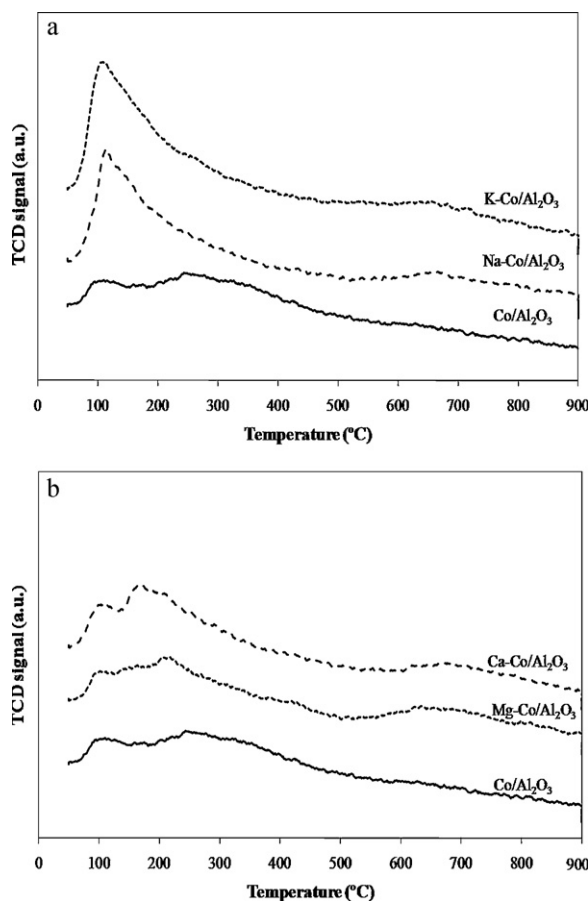 a
TCD signal (a.u.)
K-Co/Al₂O₃
Na-Co/Al₂O₃
Co/Al₂O₃
0 100 200 300 400 500 600 700 800 900
Temperature (ºC)
b
TCD signal (a.u.)
Ca-Co/Al₂O₃
Mg-Co/Al₂O₃
Co/Al₂O₃
0 100 200 300 400 500 600 700 800 900
Temperature (ºC)